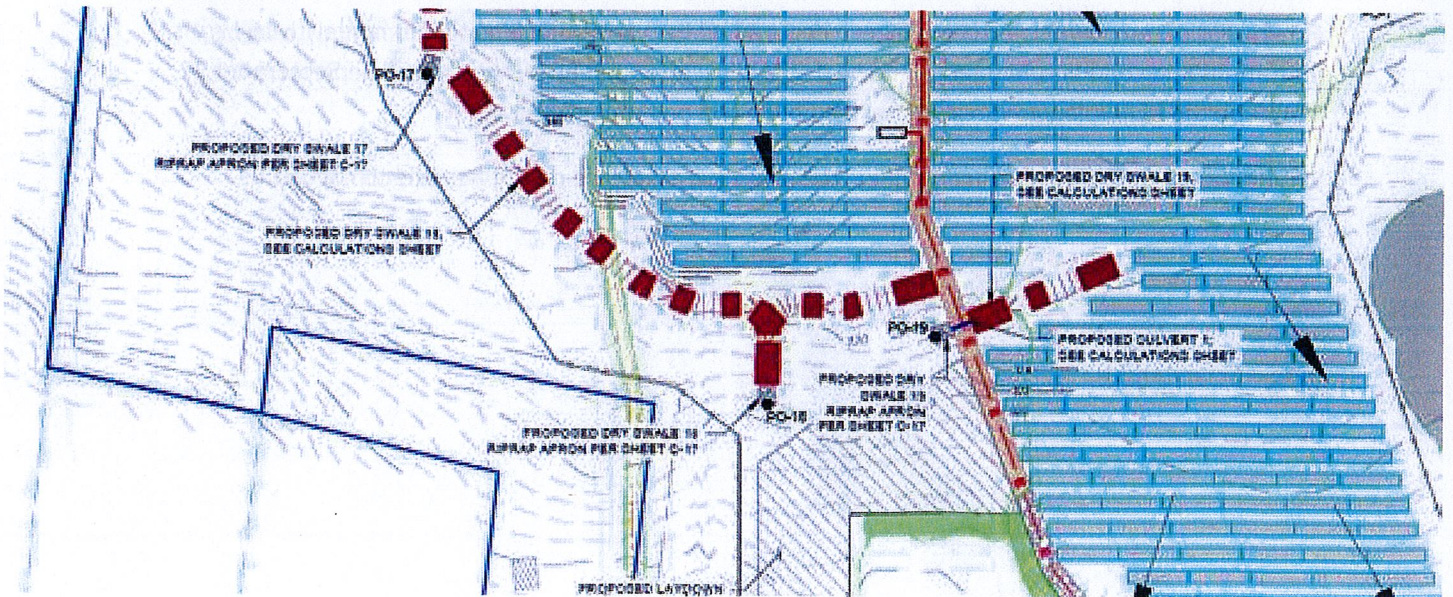 PO-17
PROPOSED DRY SWALE 17
RIPRAP APRON PER SHEET C-17
PROPOSED DRY SWALE 18,
SEE CALCULATIONS SHEET
PROPOSED DRY SWALE 19,
SEE CALCULATIONS SHEET
PO-19
PROPOSED CULVERT 1,
SEE CALCULATIONS SHEET
PROPOSED DRY
SWALE 19
RIPRAP APRON
PER SHEET C-17
PO-18
PROPOSED DRY SWALE 18
RIPRAP APRON PER SHEET C-17
PROPOSED LAYDOWN